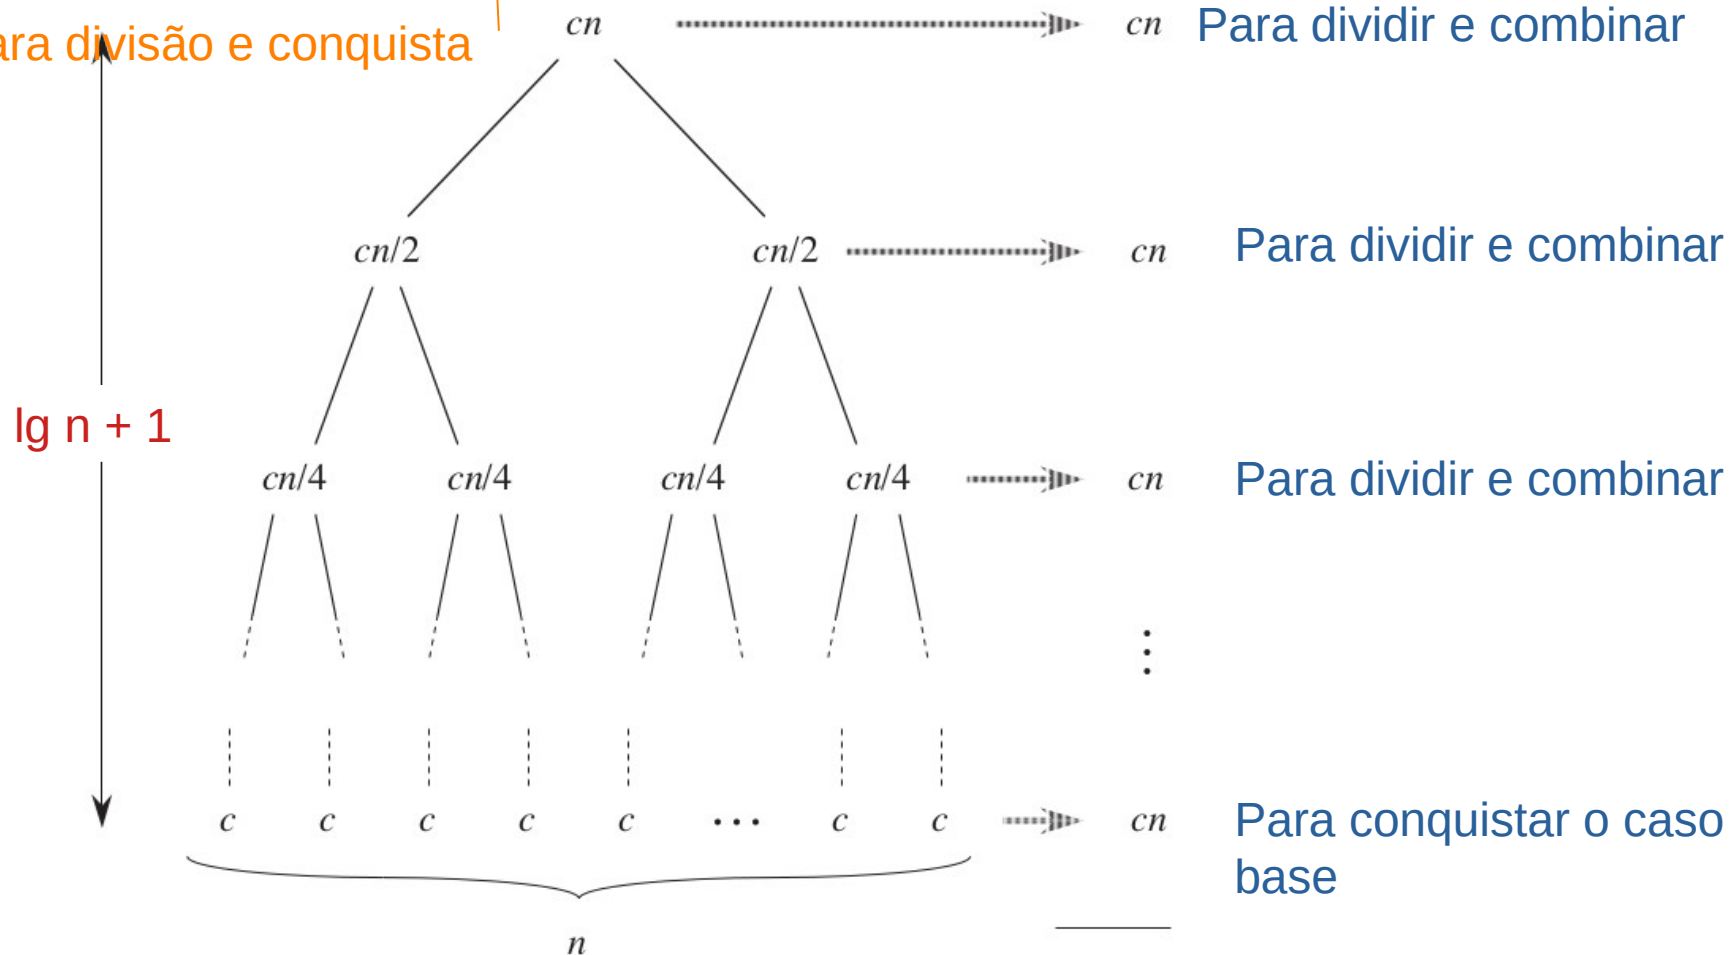 divisão e conquista
cn cn Para dividir e combinar
cn/2 cn/2 cn Para dividir e combinar
lg n + 1
cn/4 cn/4 cn/4 cn/4 cn Para dividir e combinar
⋮
c c c c c ... c c cn Para conquistar o caso
base
n